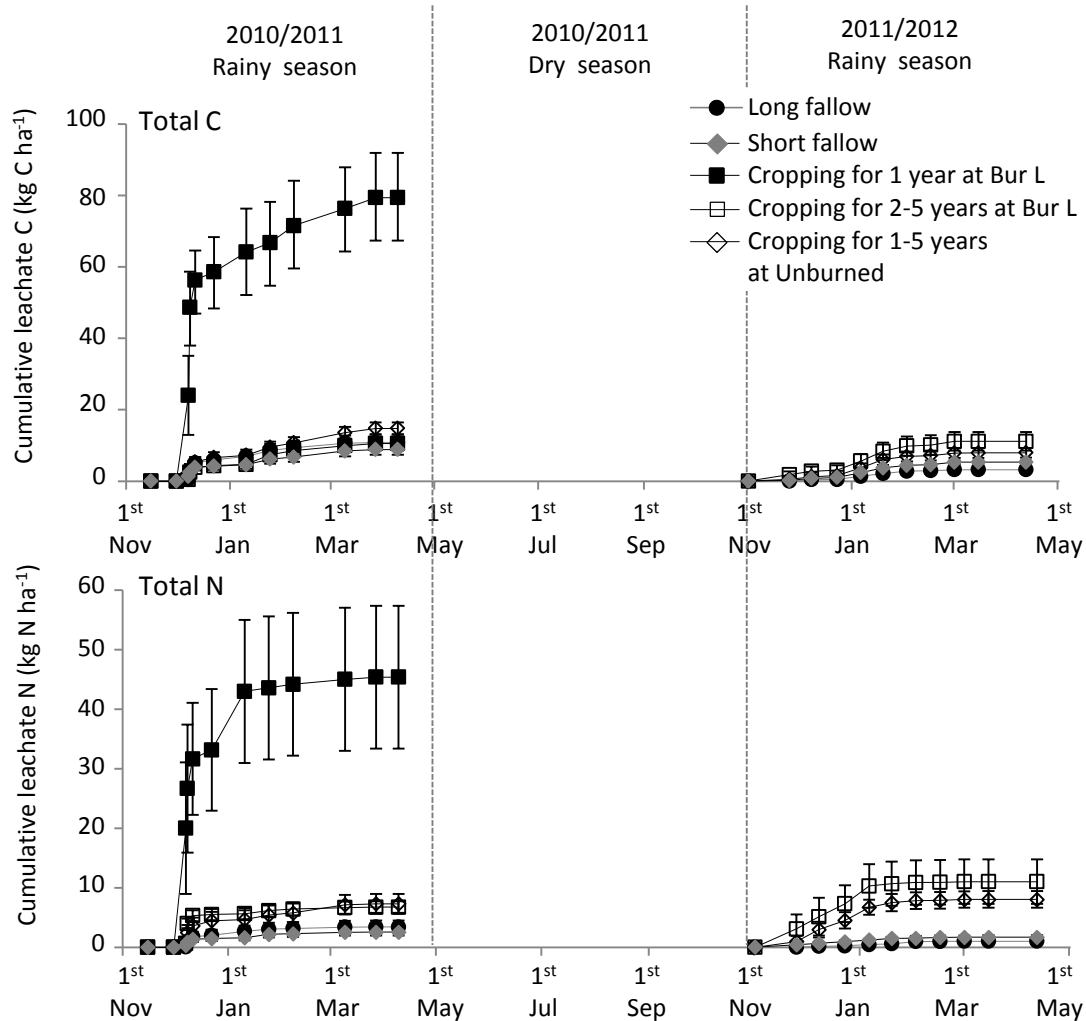 2010/2011
Rainy season
2010/2011
Dry season
2011/2012
Rainy season
Long fallow
Short fallow
Cropping for 1 year at Bur L
Cropping for 2-5 years at Bur L
Cropping for 1-5 years
at Unburned
Total C
Cumulative leachate C (kg C ha-1)
100
80
60
40
20
0
1st 1st 1st 1st 1st 1st 1st 1st 1st 1st
Nov Jan Mar May Jul Sep Nov Jan Mar May
Total N
Cumulative leachate N (kg N ha-1)
60
50
40
30
20
10
0
1st 1st 1st 1st 1st 1st 1st 1st 1st 1st
Nov Jan Mar May Jul Sep Nov Jan Mar May